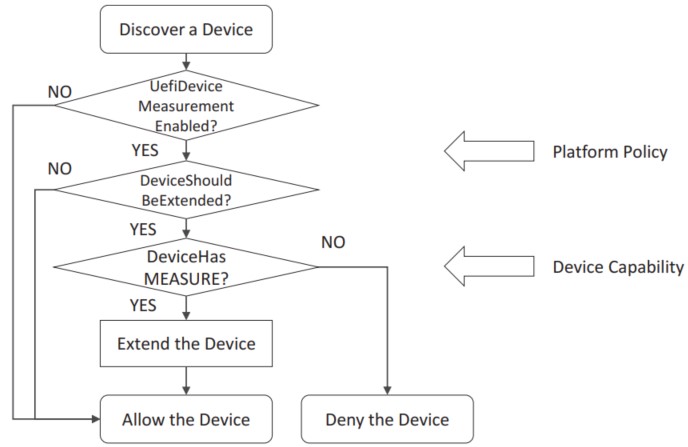 Discover a Device
NO
UefiDevice
Measurement
Enabled?
YES
Platform Policy
NO
DeviceShould
BeExtended?
YES
NO
DeviceHas
MEASURE?
Device Capability
YES
Extend the Device
Allow the Device
Deny the Device